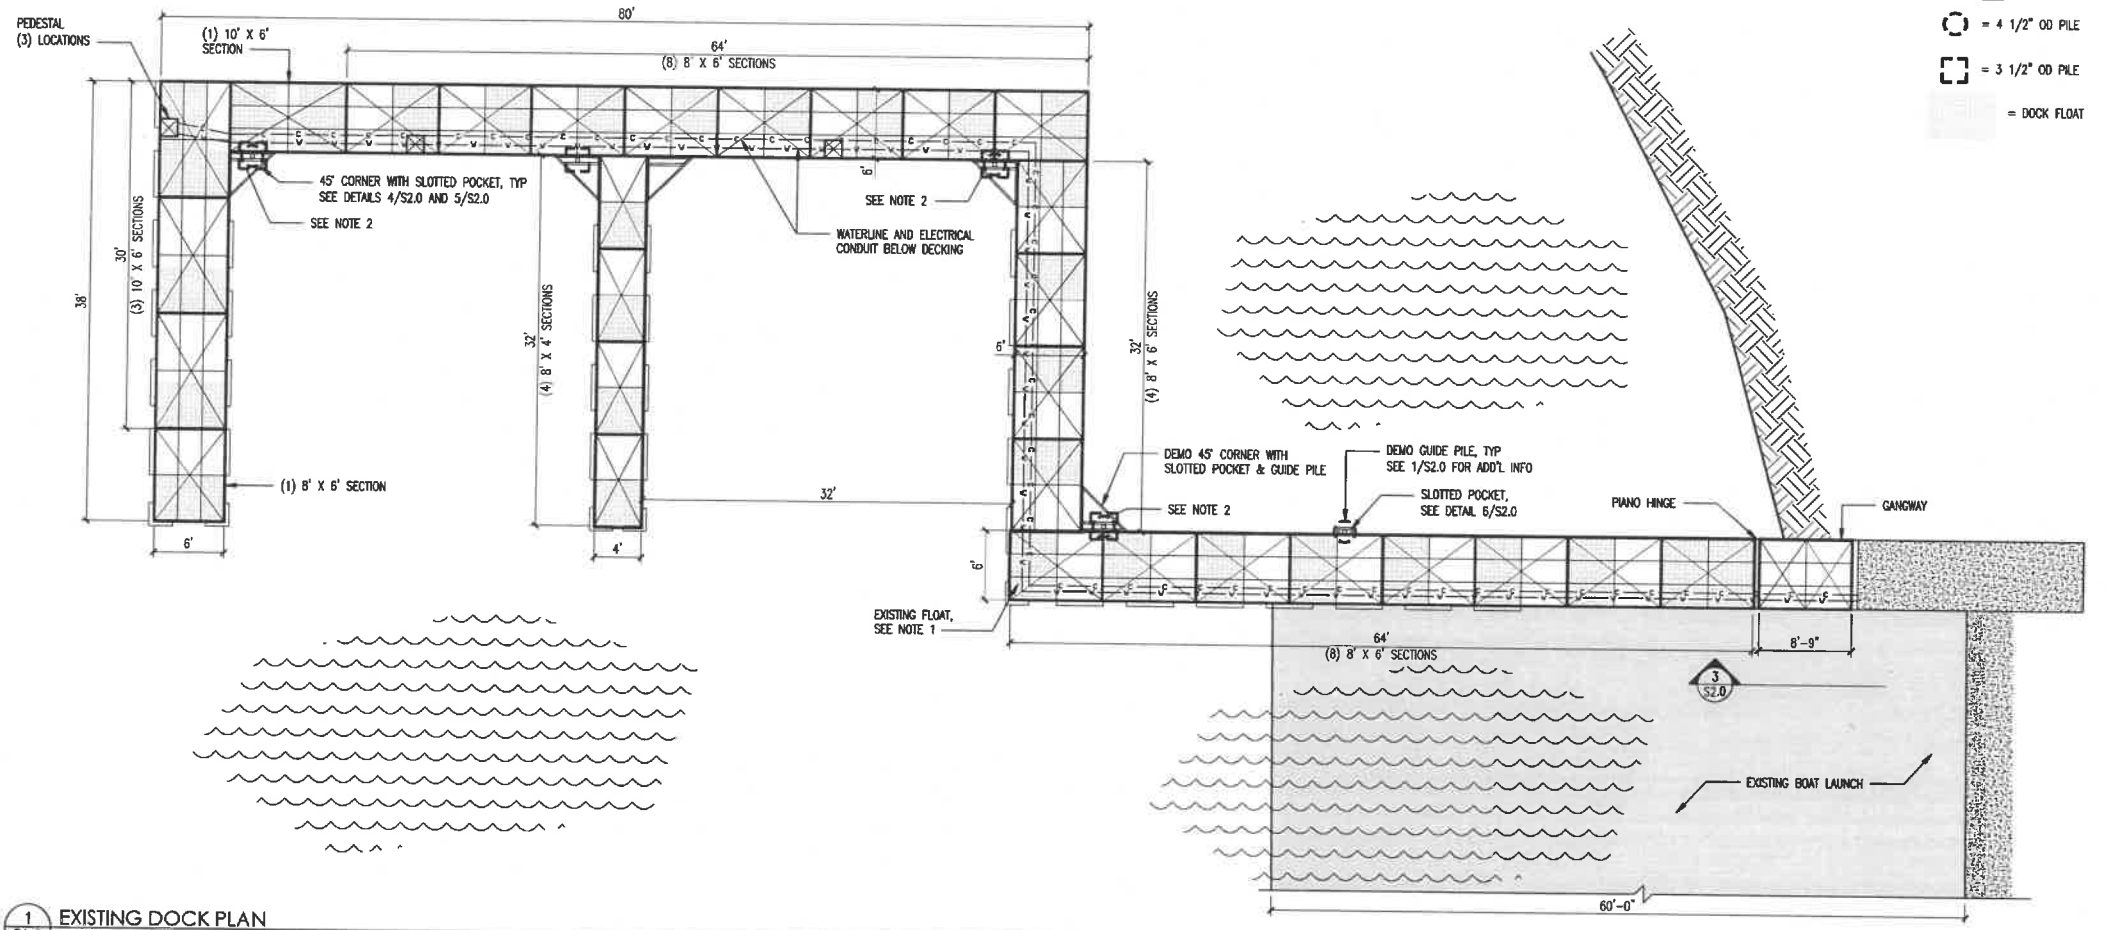 PEDESTAL
(3) LOCATIONS
(1) 10' X 6'
SECTION
80'
64'
(8) 8' X 6' SECTIONS
= 4 1/2" OD PILE
= 3 1/2" OD PILE
= DOCK FLOAT
45° CORNER WITH SLOTTED POCKET, TYP
SEE DETAILS 4/S2.0 AND 5/S2.0
SEE NOTE 2
6'
SEE NOTE 2
WATERLINE AND ELECTRICAL
CONDUIT BELOW DECKING
38'
30'
(3) 10' X 6' SECTIONS
32'
(4) 8' X 4' SECTIONS
6'
32'
(4) 8' X 6' SECTIONS
(1) 8' X 6' SECTION
32'
6'
4'
DEMO 45° CORNER WITH
SLOTTED POCKET & GUIDE PILE
SEE NOTE 2
DEMO GUIDE PILE, TYP
SEE 1/S2.0 FOR ADD'L INFO
SLOTTED POCKET,
SEE DETAIL 6/S2.0
PIANO HINGE
GANGWAY
6'
EXISTING FLOAT,
SEE NOTE 1
64'
(8) 8' X 6' SECTIONS
8'-9"
3
S2.0
EXISTING BOAT LAUNCH
60'-0"
1
EXISTING DOCK PLAN